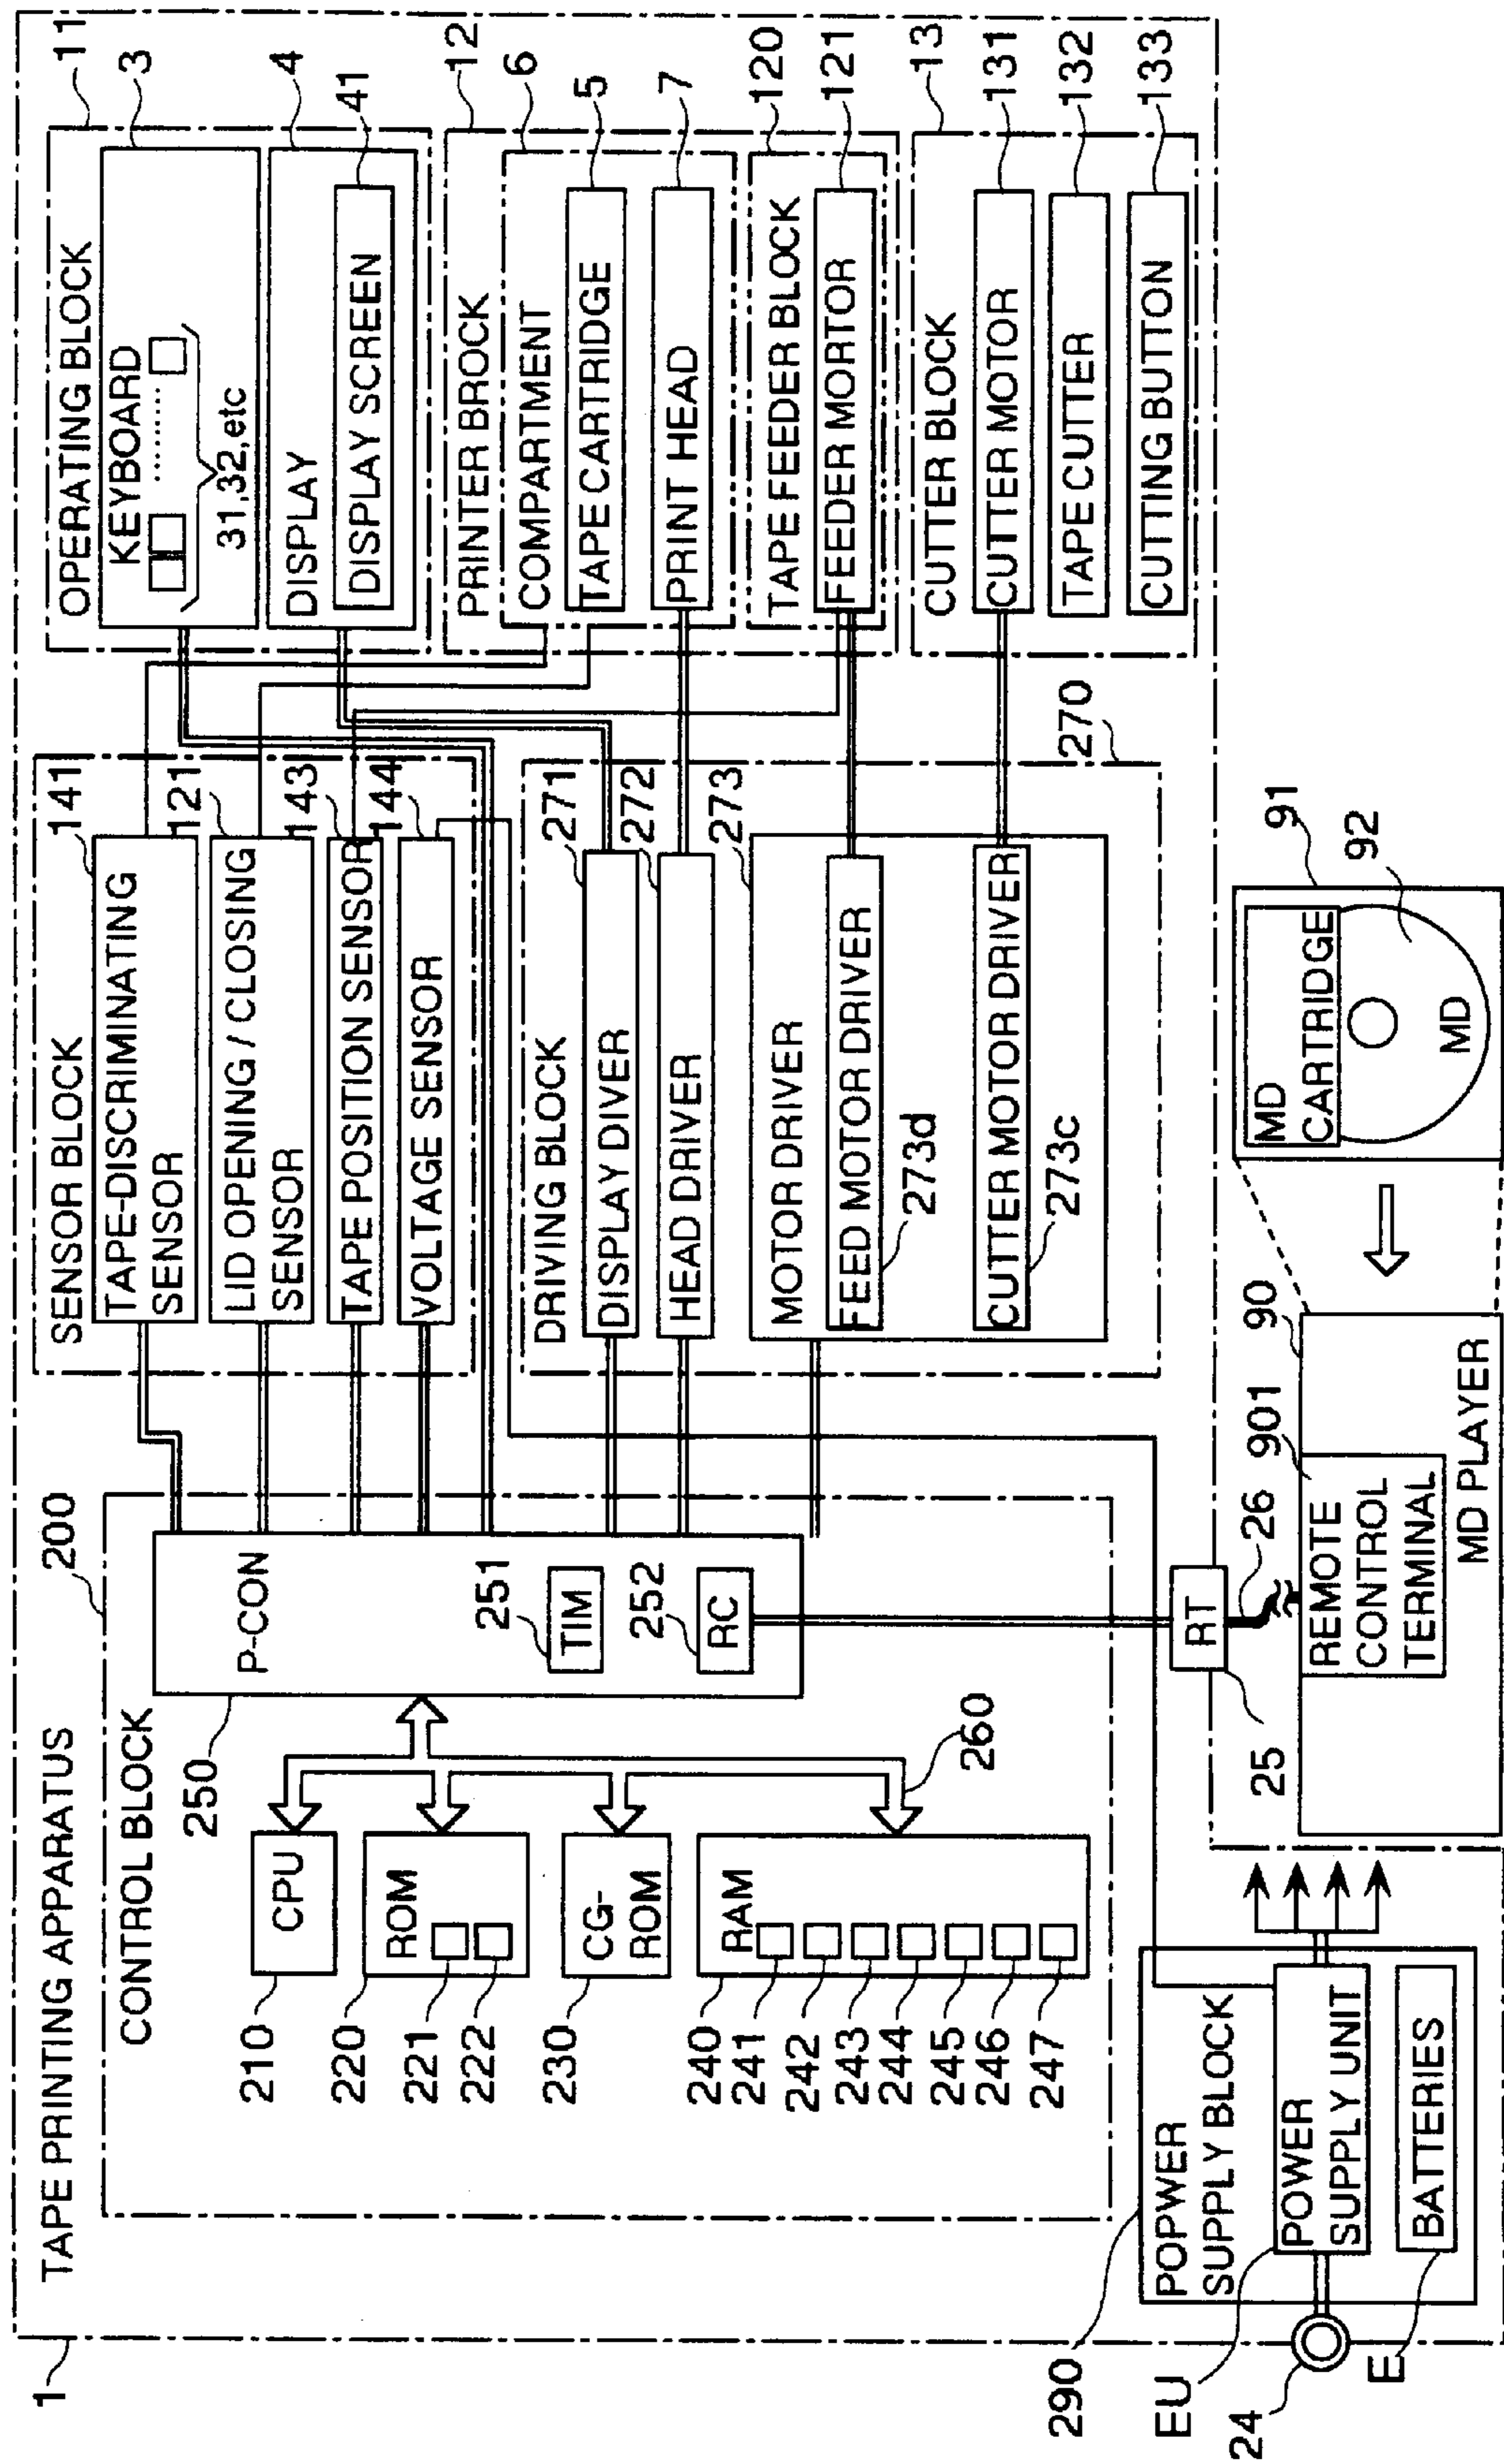 1
TAPE PRINTING APPARATUS
200
CONTROL BLOCK
250
P-CON
251
TIM
252
RC
210
CPU
220
ROM
221
222
230
CG-
ROM
240
RAM
241
242
243
244
245
246
247
260
SENSOR BLOCK
141
TAPE-DISCRIMINATING
SENSOR
121
LID OPENING / CLOSING
SENSOR
143
TAPE POSITION SENSOR
144
VOLTAGE SENSOR
DRIVING BLOCK
271
DISPLAY DIVER
272
HEAD DRIVER
273
MOTOR DRIVER
FEED MOTOR DRIVER
273d
CUTTER MOTOR DRIVER
273c
270
11
OPERATING BLOCK
3
KEYBOARD
31,32,etc
4
DISPLAY
41
DISPLAY SCREEN
12
PRINTER BROCK
6
COMPARTMENT
5
TAPE CARTRIDGE
7
PRINT HEAD
120
TAPE FEEDER BLOCK
121
FEEDER MORTOR
13
CUTTER BLOCK
131
CUTTER MOTOR
132
TAPE CUTTER
133
CUTTING BUTTON
290
POPWER
SUPPLY BLOCK
EU
POWER
SUPPLY UNIT
24
E
BATTERIES
25
RT
26
90
901
REMOTE
CONTROL
TERMINAL
MD PLAYER
91
MD
CARTRIDGE
92
MD